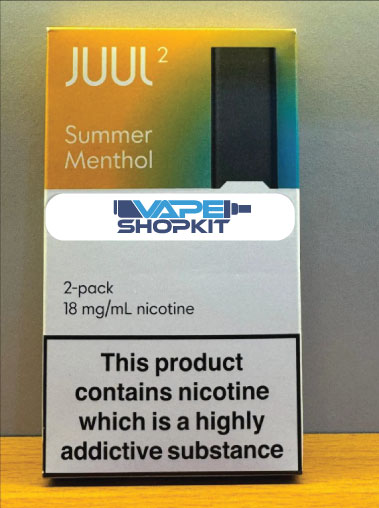 JUUL2
Summer
Menthol
VAPE
SHOPKIT
2-pack
18 mg/mL nicotine
This product
contains nicotine
which is a highly
addictive substance